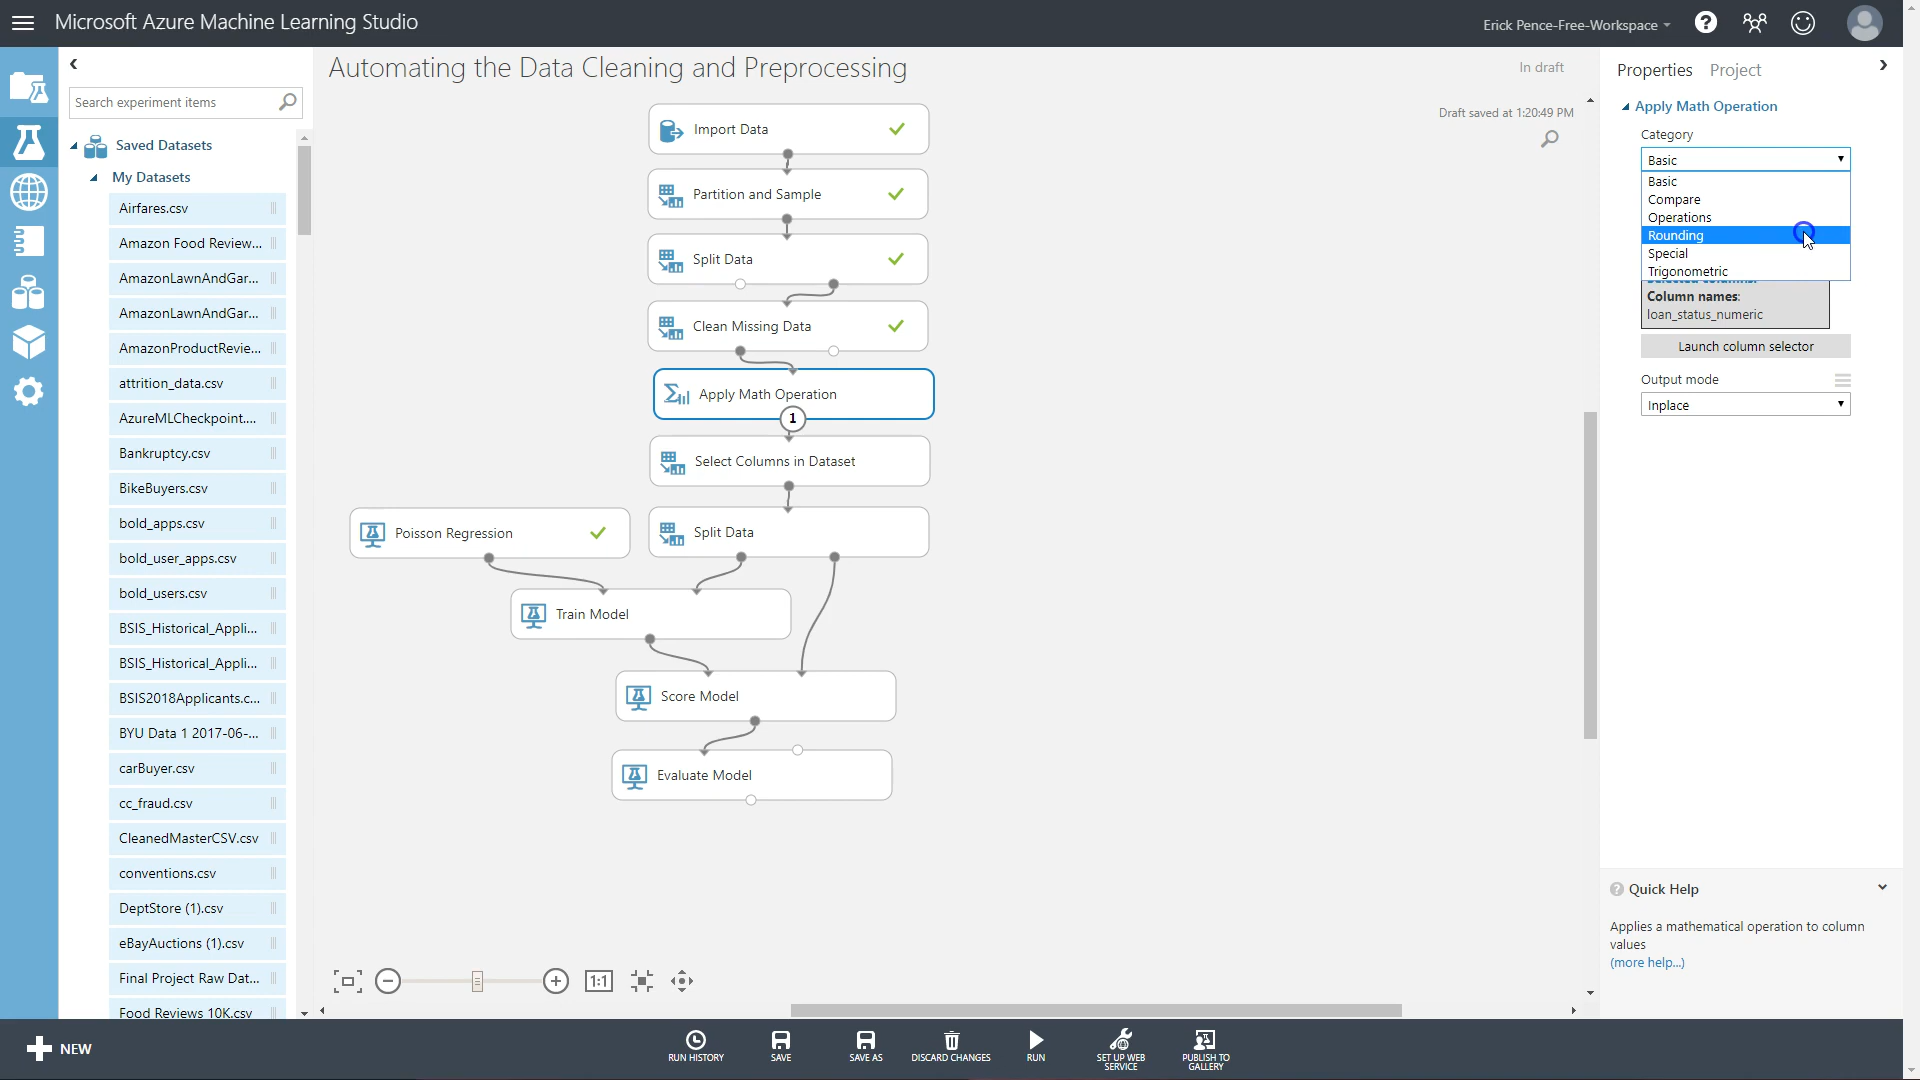 Microsoft Azure Machine Learning Studio
Erick Pence-Free-Workspace
Search experiment items
Saved Datasets
My Datasets
Airfares.csv
Amazon Food Review...
AmazonLawnAndGar...
AmazonLawnAndGar...
AmazonProductRevie...
attrition_data.csv
AzureMLCheckpoint....
Bankruptcy.csv
BikeBuyers.csv
bold_apps.csv
bold_user_apps.csv
bold_users.csv
BSIS_Historical_Appli...
BSIS_Historical_Appli...
BSIS2018Applicants.c...
BYU Data 1 2017-06-...
carBuyer.csv
cc_fraud.csv
CleanedMasterCSV.csv
conventions.csv
DeptStore (1).csv
eBayAuctions (1).csv
Final Project Raw Dat...
Food Reviews 10K.csv
Automating the Data Cleaning and Preprocessing
In draft
Draft saved at 1:20:49 PM
Import Data
Partition and Sample
Split Data
Clean Missing Data
Apply Math Operation
1
Select Columns in Dataset
Poisson Regression
Split Data
Train Model
Score Model
Evaluate Model
1:1
Properties Project
Apply Math Operation
Category
Basic
Basic
Compare
Operations
Rounding
Special
Trigonometric
Selected columns:
Column names:
loan_status_numeric
Launch column selector
Output mode
Inplace
Quick Help
Applies a mathematical operation to column
values
(more help...)
NEW
RUN HISTORY
SAVE
SAVE AS
DISCARD CHANGES
RUN
SET UP WEB
SERVICE
PUBLISH TO
GALLERY